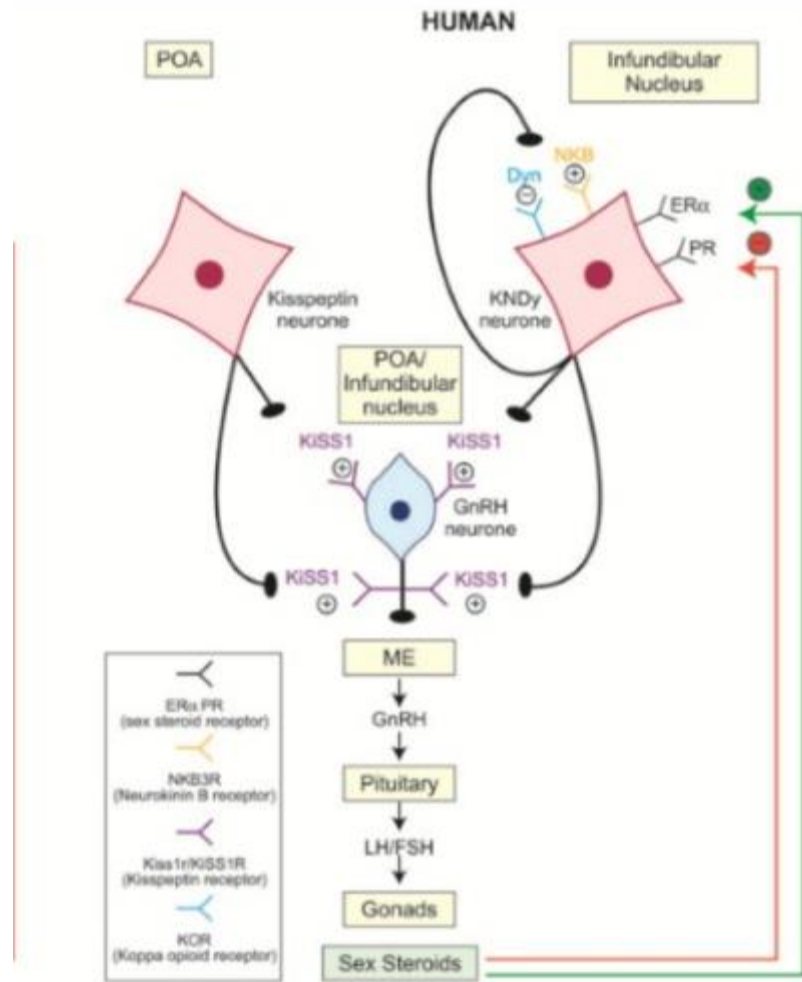 HUMAN
POA
Infundibular
Nucleus
NKB
⊕
Dyn
⊖
ERα
PR
Kisspeptin
neurone
KNDy
neurone
POA/
Infundibular
nucleus
KiSS1
KiSS1
⊕
⊕
GnRH
neurone
KiSS1
KiSS1
⊕
⊕
ME
GnRH
Pituitary
LH/FSH
Gonads
Sex Steroids
ERα PR
(sex steroid receptor)
NKB3R
(Neurokinin B receptor)
Kiss1r/KiSS1R
(Kisspeptin receptor)
KOR
(Koppa opioid receptor)